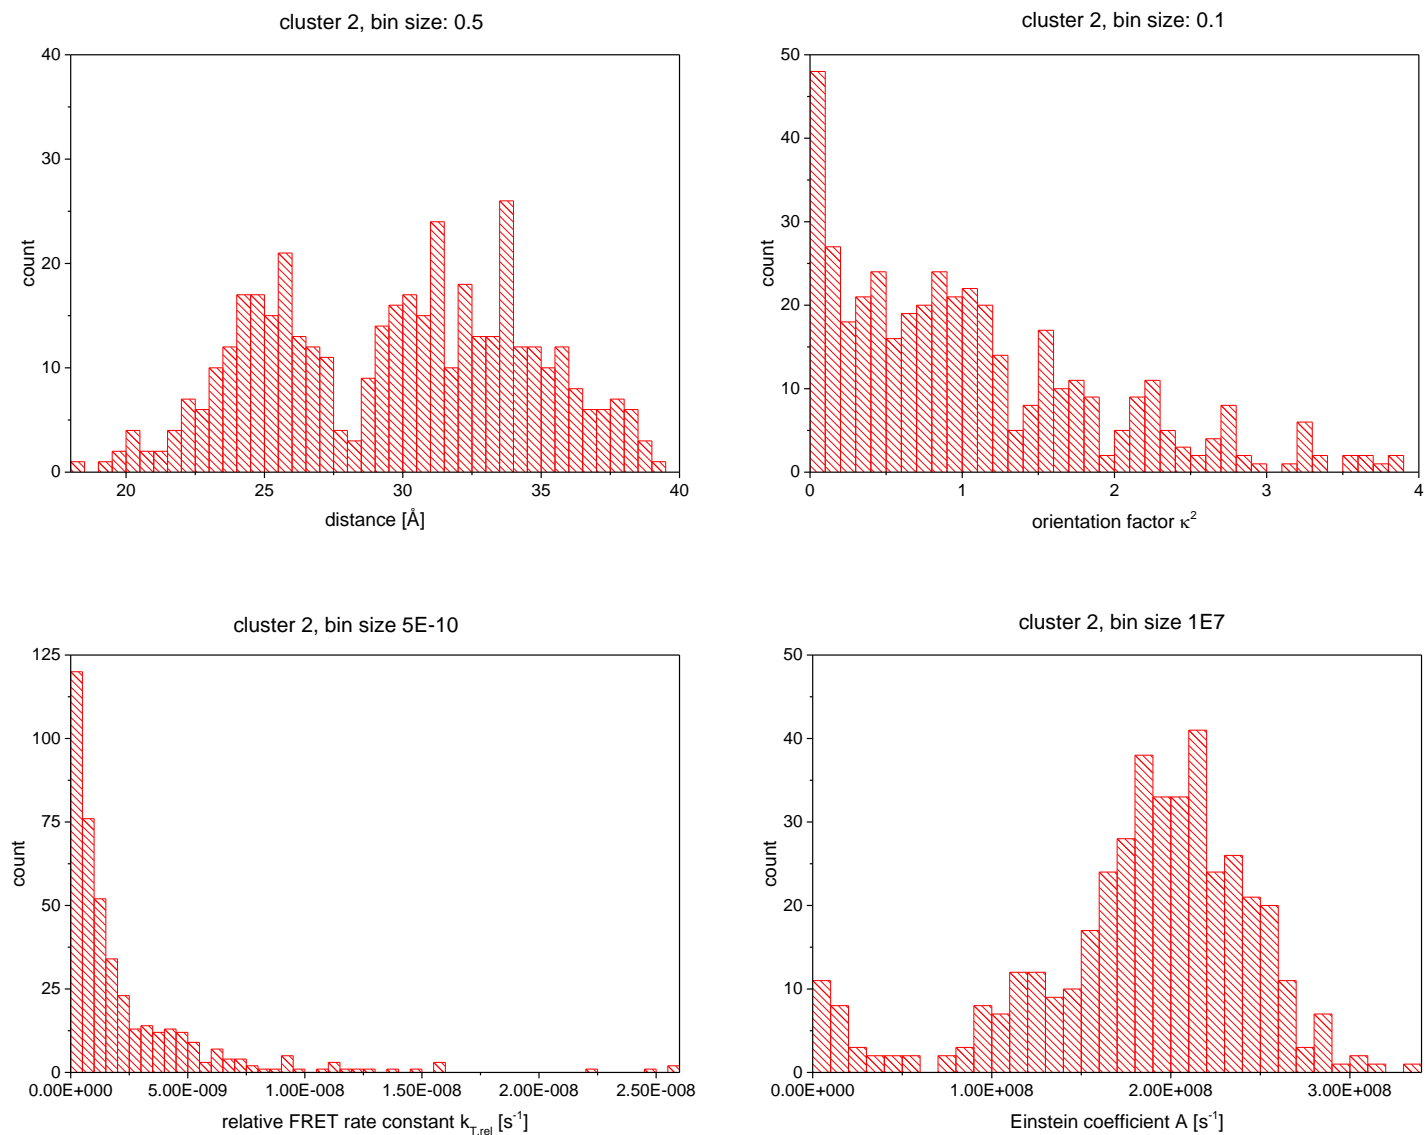 cluster 2, bin size: 0.5
40
30
20
10
0
count
20 25 30 35 40
distance [Å]
cluster 2, bin size: 0.1
50
40
30
20
10
0
count
0 1 2 3 4
orientation factor κ²
cluster 2, bin size 5E-10
125
100
75
50
25
0
count
0.00E+000 5.00E-009 1.00E-008 1.50E-008 2.00E-008 2.50E-008
relative FRET rate constant k_T,rel [s⁻¹]
cluster 2, bin size 1E7
50
40
30
20
10
0
count
0.00E+000 1.00E+008 2.00E+008 3.00E+008
Einstein coefficient A [s⁻¹]